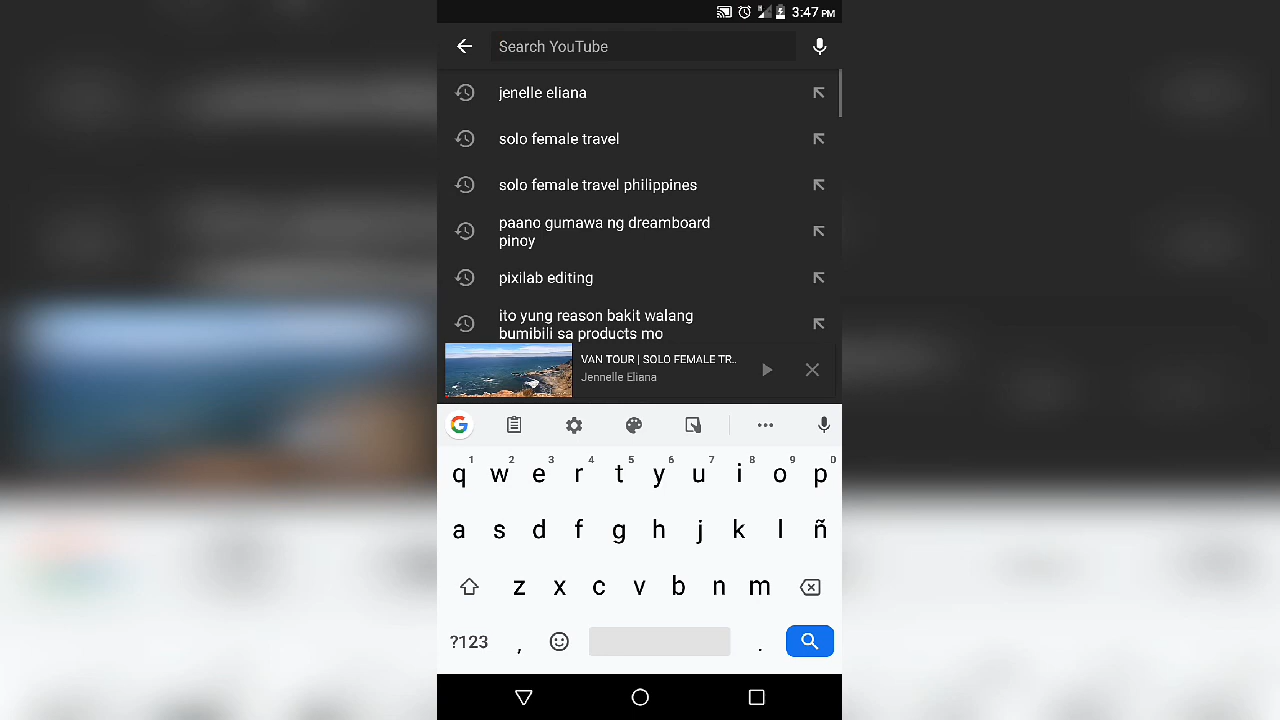 3:47 PM
Search YouTube
jenelle eliana
solo female travel
solo female travel philippines
paano gumawa ng dreamboard
pinoy
pixilab editing
ito yung reason bakit walang
bumibili sa products mo
VAN TOUR | SOLO FEMALE TR..
Jennelle Eliana
G
1 2 3 4 5 6 7 8 9 0
q w e r t y u i o p
a s d f g h j k l ñ
z x c v b n m
?123 , .